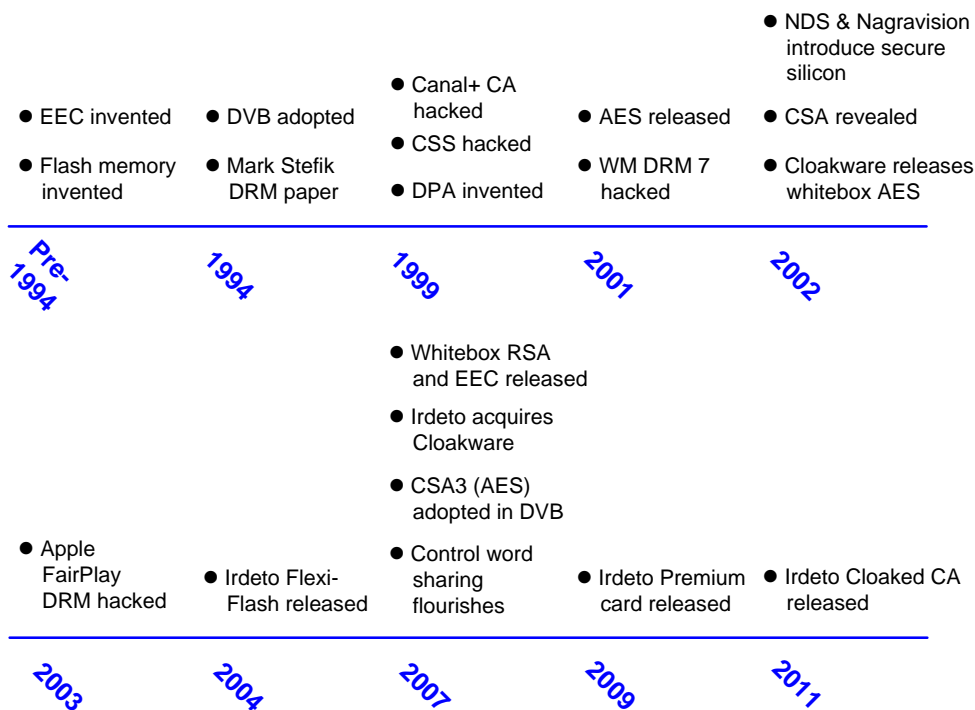 ● EEC invented
● Flash memory
invented
Pre-
1994
● DVB adopted
● Mark Stefik
DRM paper
1994
● Canal+ CA
hacked
● CSS hacked
● DPA invented
1999
● AES released
● WM DRM 7
hacked
2001
● NDS & Nagravision
introduce secure
silicon
● CSA revealed
● Cloakware releases
whitebox AES
2002
● Apple
FairPlay
DRM hacked
2003
● Irdeto Flexi-
Flash released
2004
● Whitebox RSA
and EEC released
● Irdeto acquires
Cloakware
● CSA3 (AES)
adopted in DVB
● Control word
sharing
flourishes
2007
● Irdeto Premium
card released
2009
● Irdeto Cloaked CA
released
2011